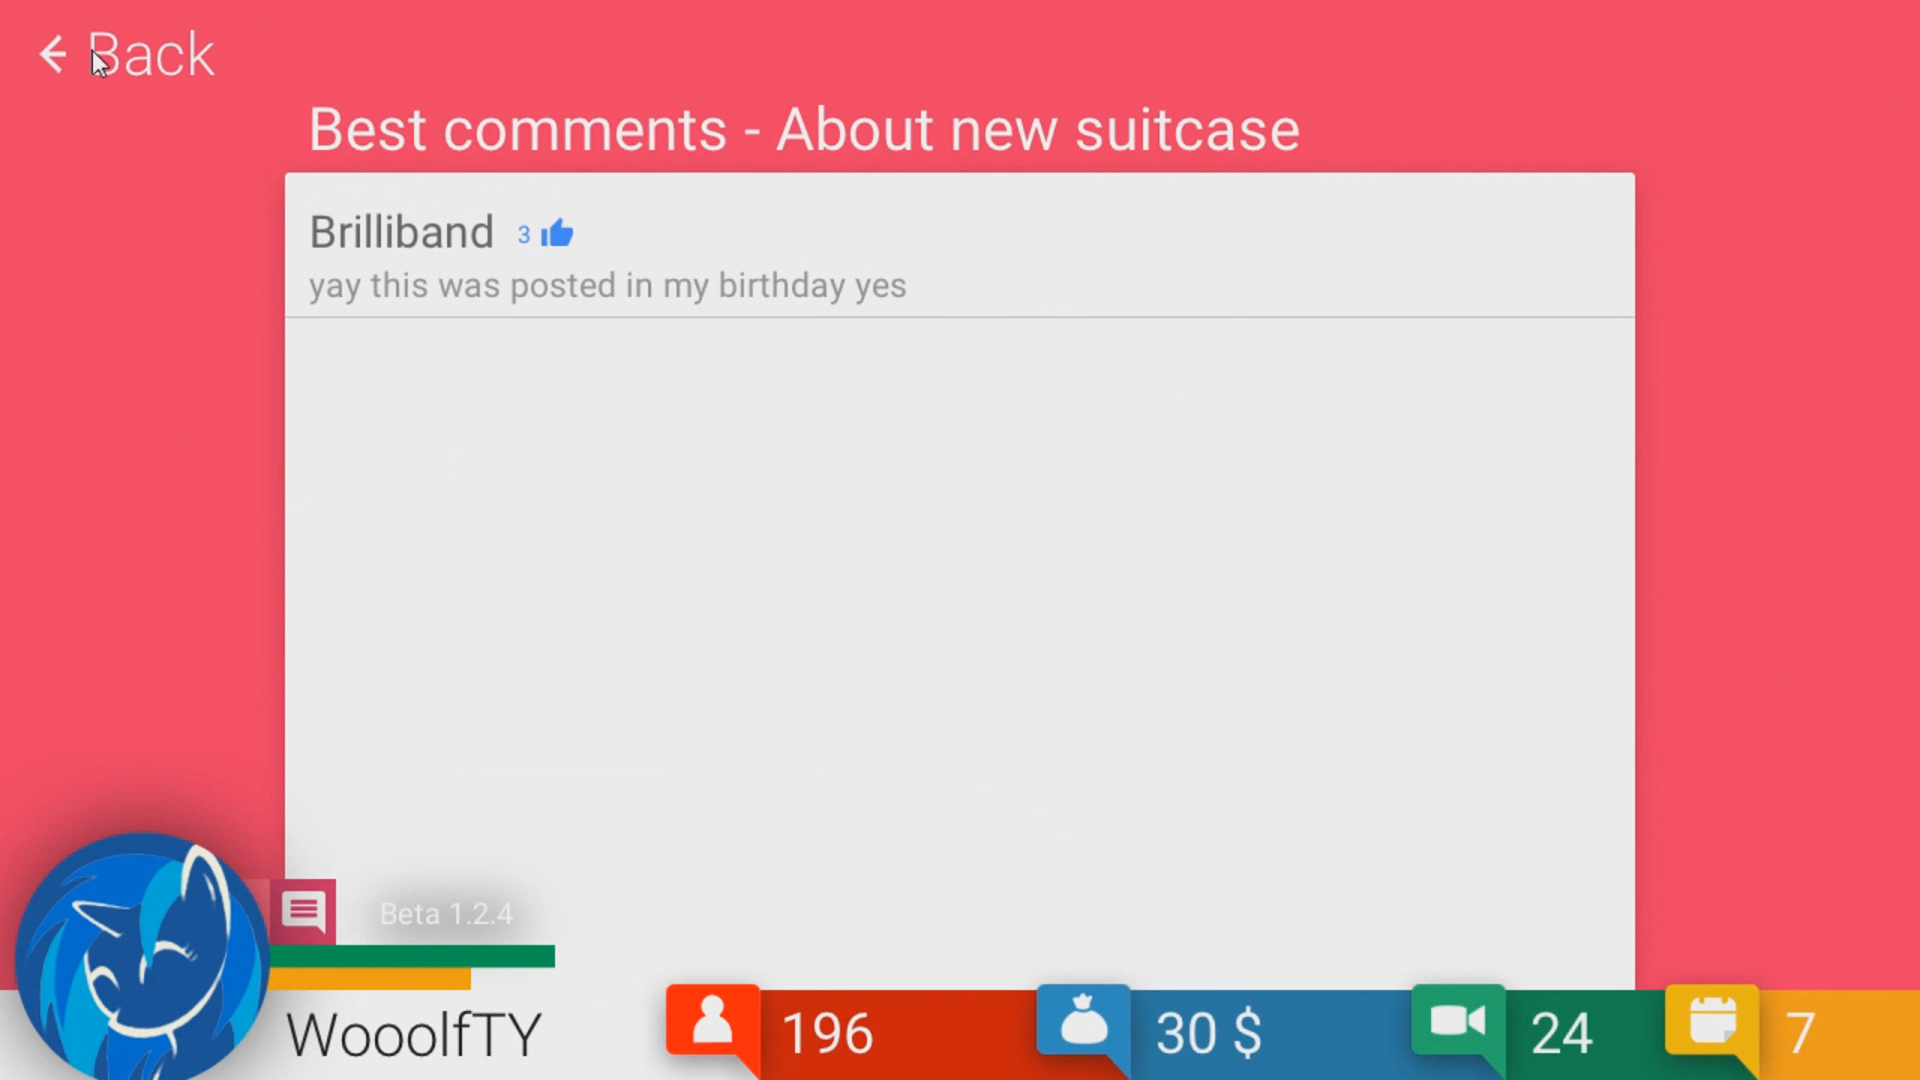 Back
Best comments - About new suitcase
Brilliband 3
yay this was posted in my birthday yes
Beta 1.2.4
WooolfTY
196
30 $
24
7